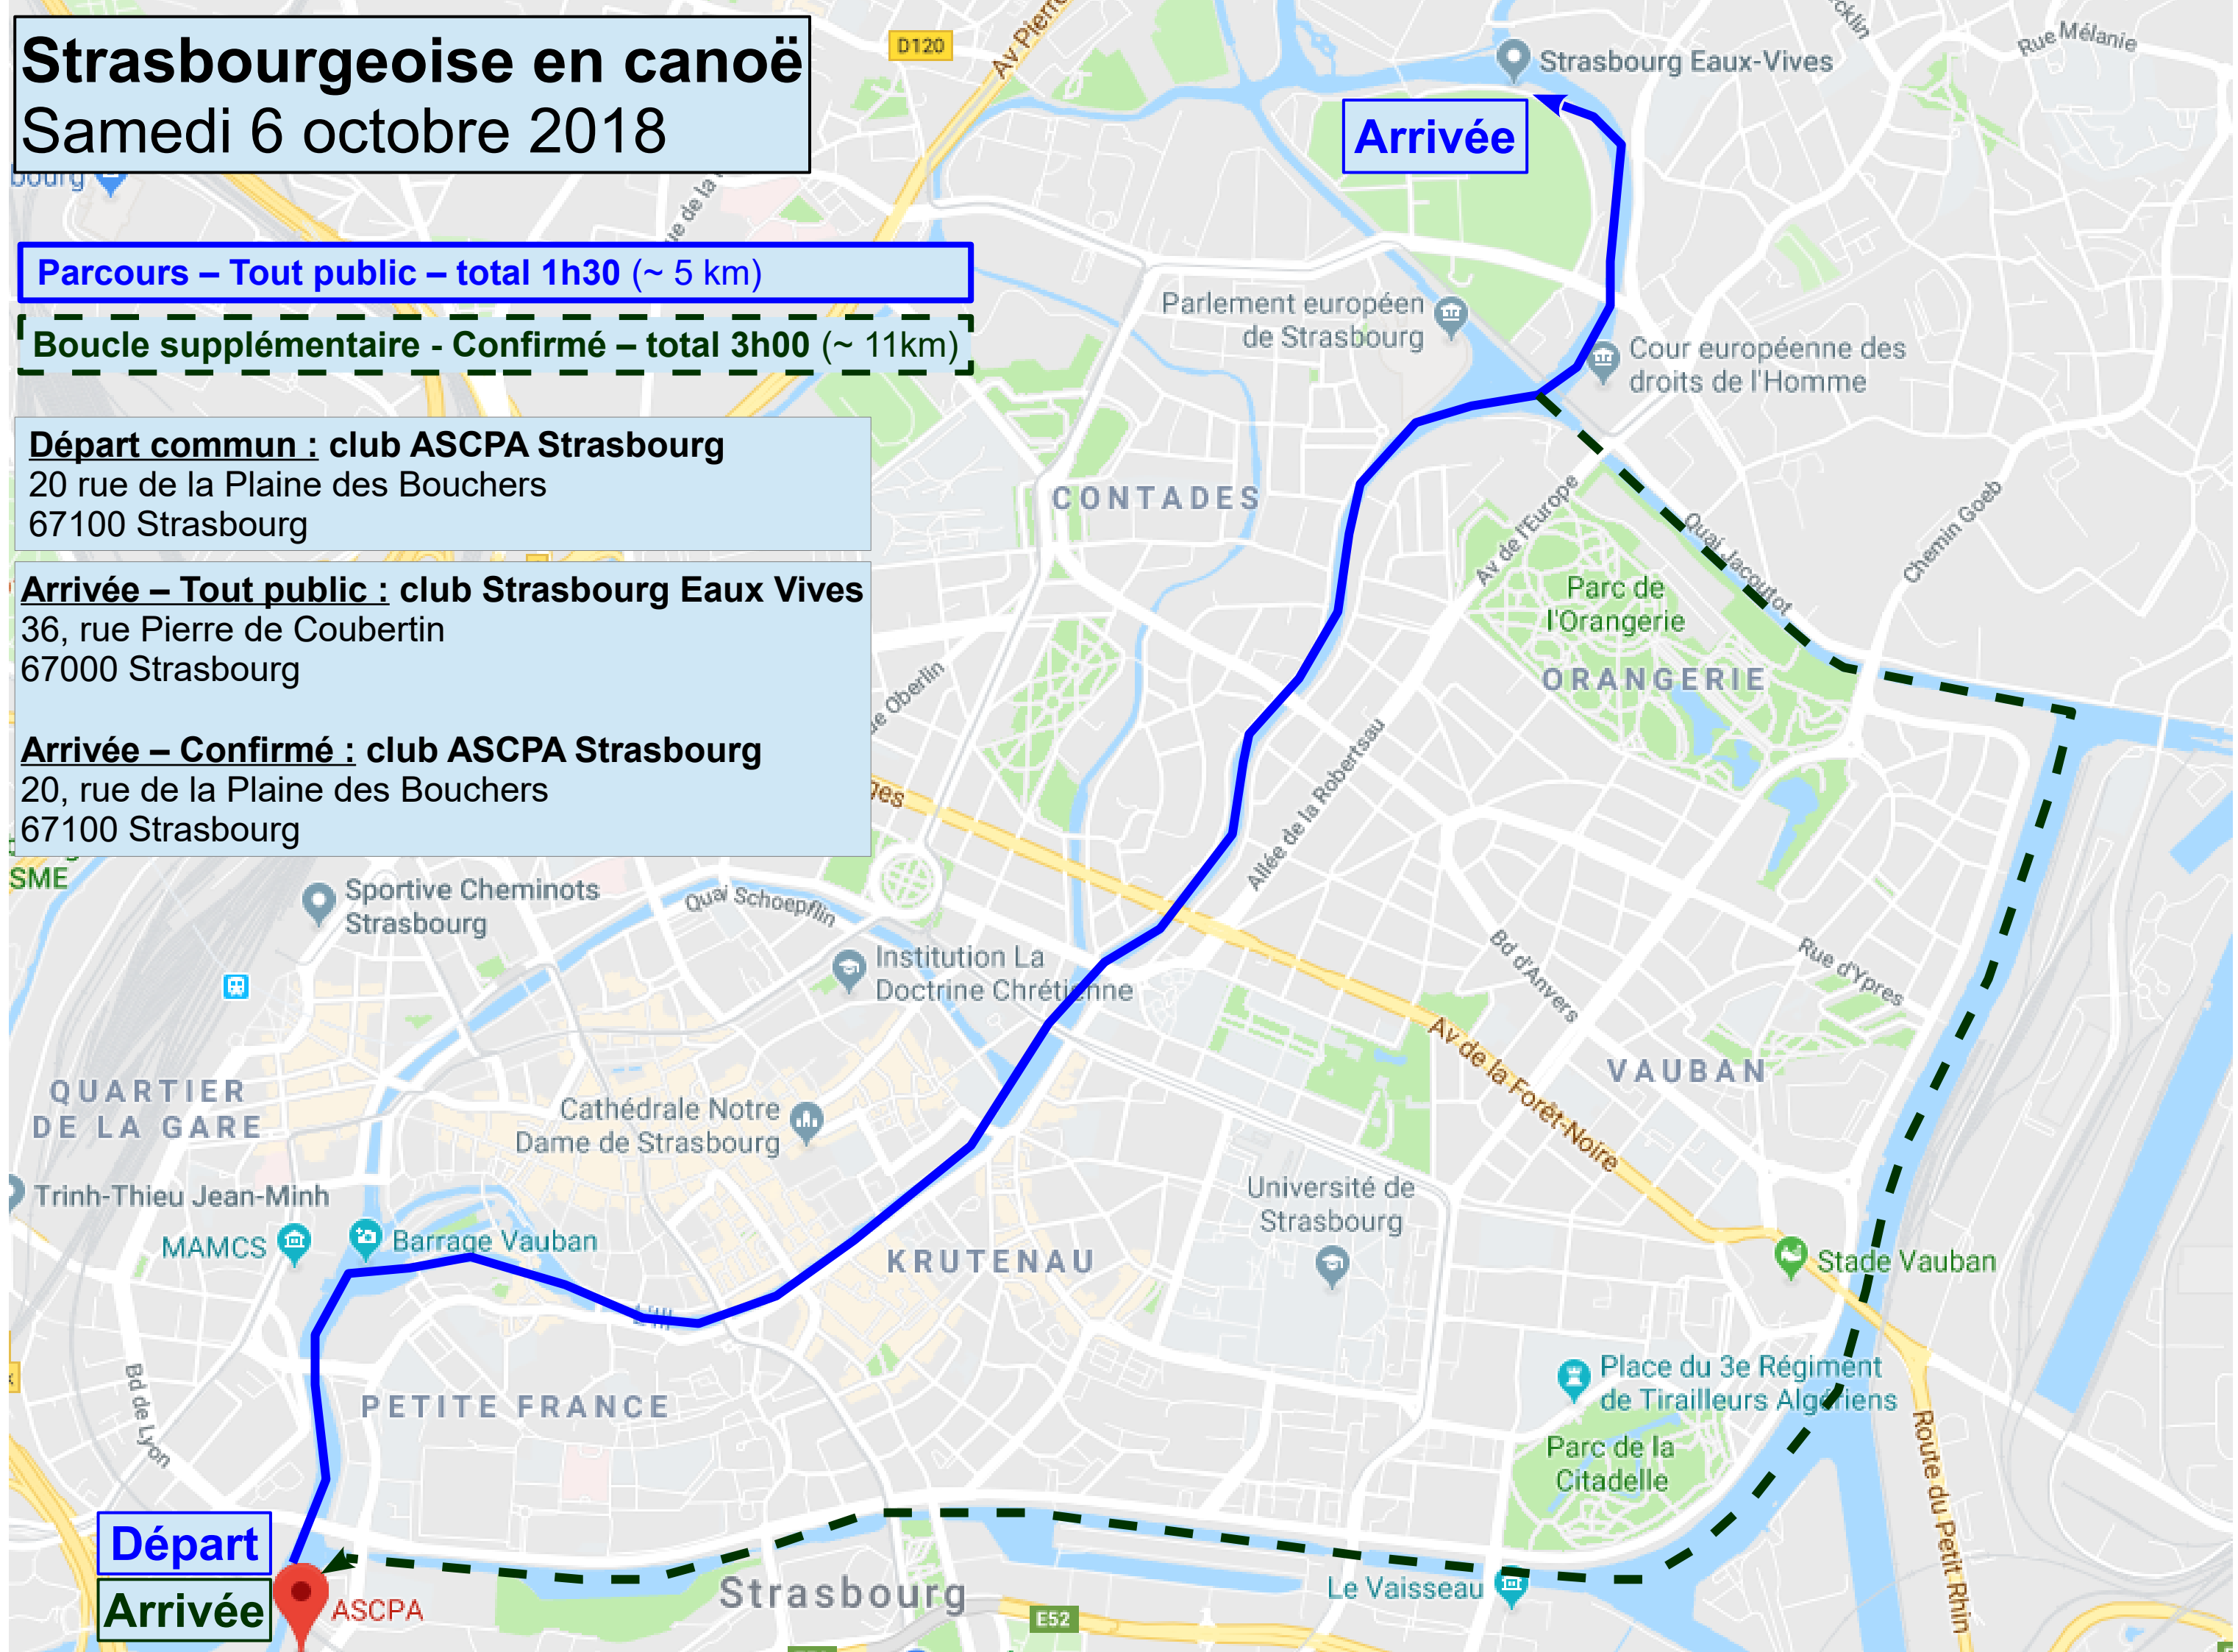 Strasbourgeoise en canoë
Samedi 6 octobre 2018
Parcours – Tout public – total 1h30 (~ 5 km)
Boucle supplémentaire - Confirmé – total 3h00 (~ 11km)
Départ commun : club ASCPA Strasbourg
20 rue de la Plaine des Bouchers
67100 Strasbourg
Arrivée – Tout public : club Strasbourg Eaux Vives
36, rue Pierre de Coubertin
67000 Strasbourg
Arrivée – Confirmé : club ASCPA Strasbourg
20, rue de la Plaine des Bouchers
67100 Strasbourg
D120
Av Pierre
Strasbourg Eaux-Vives
Rue Mélanie
Arrivée
Parlement européen
de Strasbourg
Cour européenne des
droits de l'Homme
CONTADES
Av de l'Europe
Quai Jacoutot
Chemin Goeb
Parc de
l'Orangerie
ORANGERIE
Oberlin
Allée de la Robertsau
SME
Sportive Cheminots
Strasbourg
Quai Schoepflin
Institution La
Doctrine Chrétienne
Bd d'Anvers
Rue d'Ypres
Av de la Forêt-Noire
VAUBAN
QUARTIER
DE LA GARE
Cathédrale Notre
Dame de Strasbourg
Trinh-Thieu Jean-Minh
MAMCS
Barrage Vauban
KRUTENAU
Université de
Strasbourg
Stade Vauban
L'Ill
Place du 3e Régiment
de Tirailleurs Algériens
Bd de Lyon
PETITE FRANCE
Parc de la
Citadelle
Route du Petit Rhin
Départ
Arrivée
ASCPA
Strasbourg
Le Vaisseau
E52